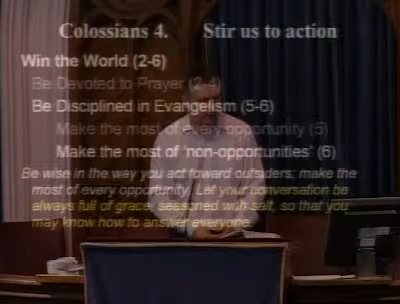 Colossians 4. Stir us to action
Win the World (2-6)
Be Devoted to Prayer (2-4)
Be Disciplined in Evangelism (5-6)
Make the most of every opportunity (5)
Make the most of 'non-opportunities' (6)
Be wise in the way you act toward outsiders; make the
most of every opportunity. Let your conversation be
always full of grace, seasoned with salt, so that you
may know how to answer everyone.